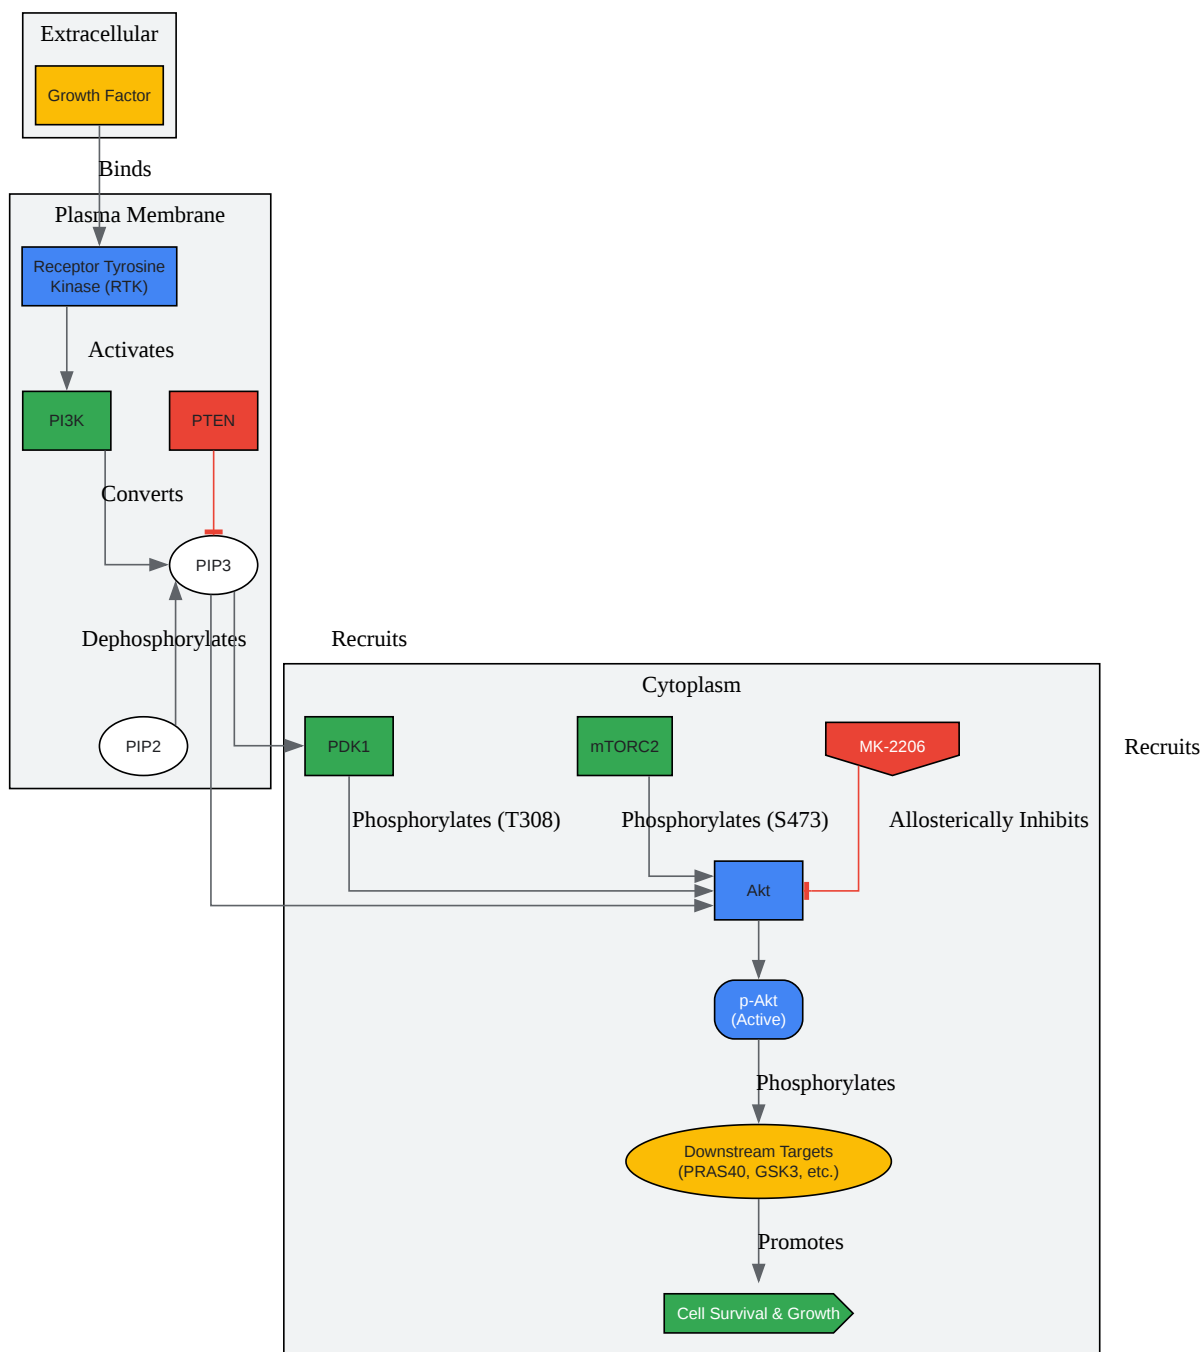 Extracellular
Growth Factor
Binds
Plasma Membrane
Receptor Tyrosine
Kinase (RTK)
Activates
PI3K
PTEN
Converts
PIP3
Dephosphorylates
Recruits
Cytoplasm
PIP2
PDK1
mTORC2
MK-2206
Recruits
Phosphorylates (T308)
Phosphorylates (S473)
Allosterically Inhibits
Akt
p-Akt
(Active)
Phosphorylates
Downstream Targets
(PRAS40, GSK3, etc.)
Promotes
Cell Survival & Growth